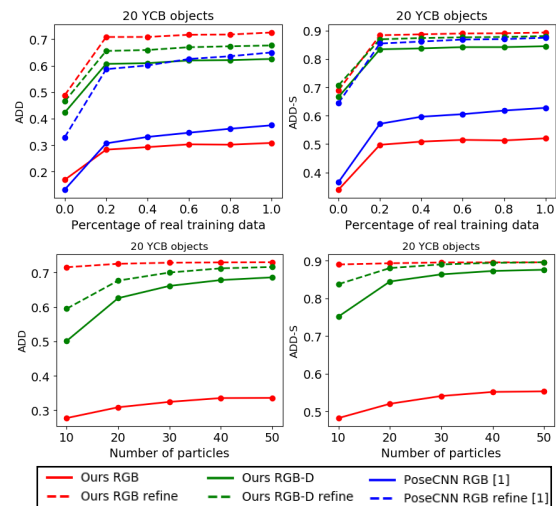 20 YCB objects
ADD
0.7
0.6
0.5
0.4
0.3
0.2
0.0 0.2 0.4 0.6 0.8 1.0
Percentage of real training data
20 YCB objects
ADD-S
0.9
0.8
0.7
0.6
0.5
0.4
0.0 0.2 0.4 0.6 0.8 1.0
Percentage of real training data
20 YCB objects
ADD
0.7
0.6
0.5
0.4
0.3
10 20 30 40 50
Number of particles
20 YCB objects
ADD-S
0.9
0.8
0.7
0.6
0.5
10 20 30 40 50
Number of particles
Ours RGB Ours RGB-D PoseCNN RGB [1]
Ours RGB refine Ours RGB-D refine PoseCNN RGB refine [1]